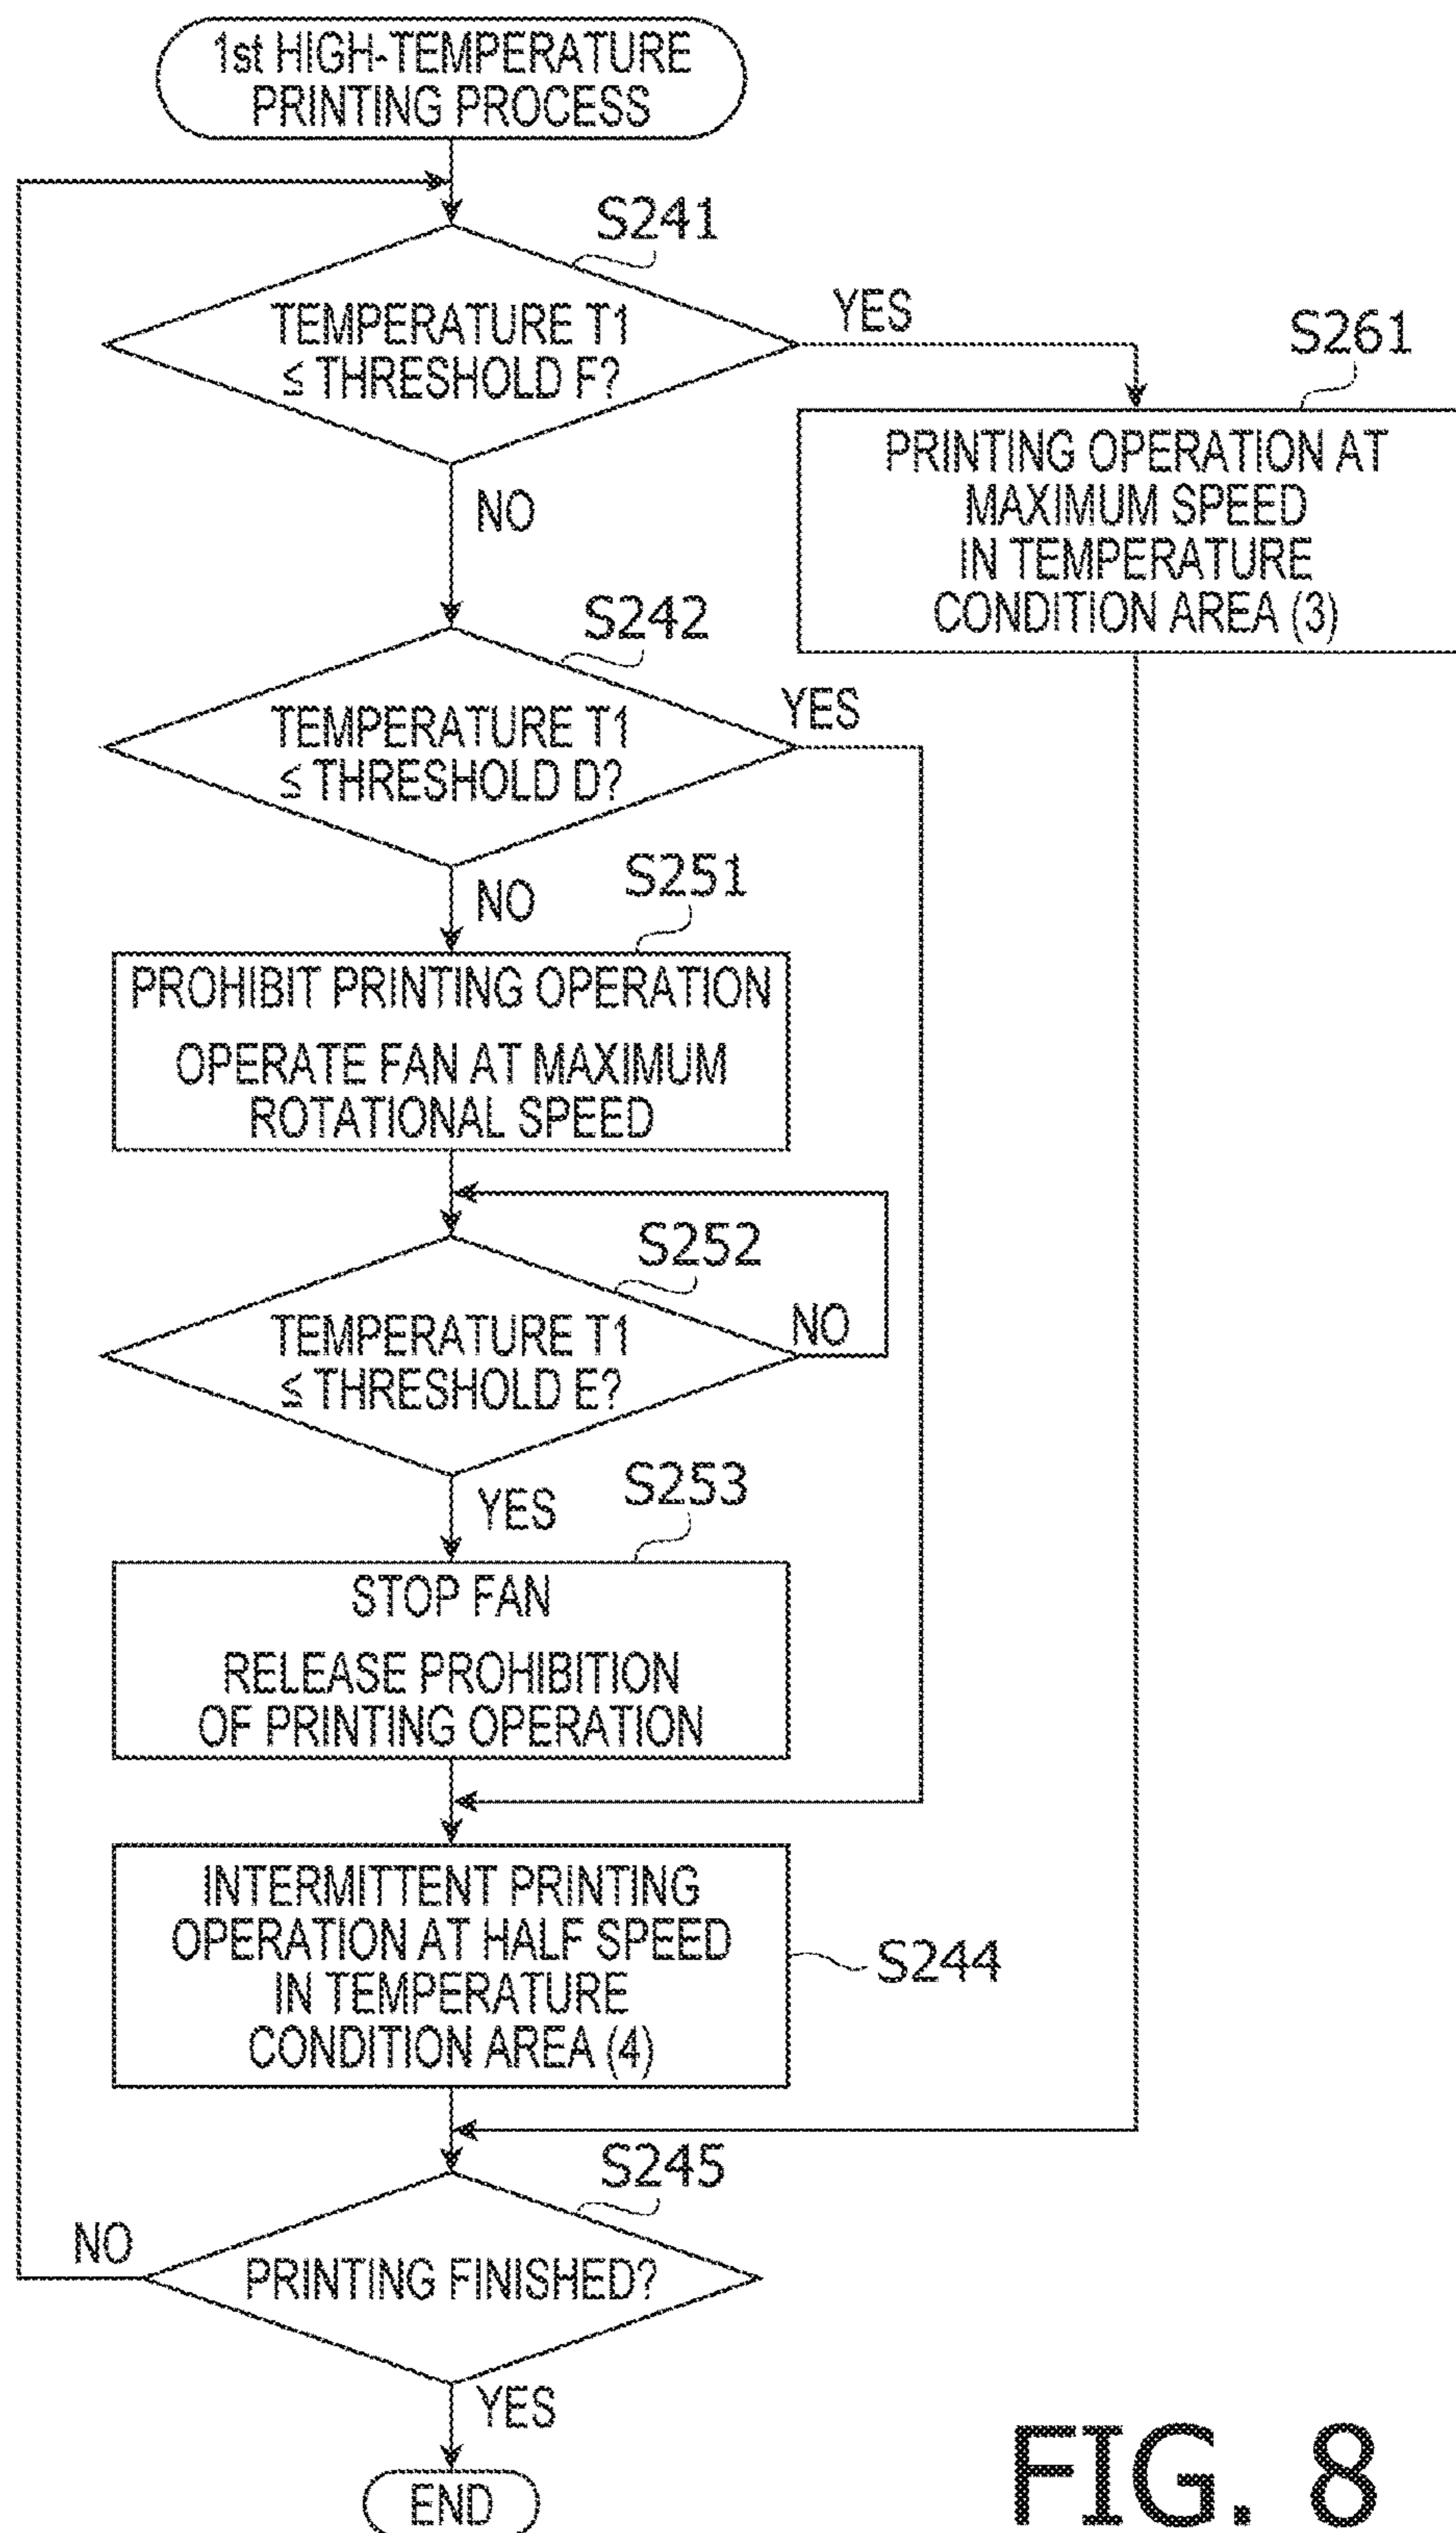 1st HIGH-TEMPERATURE
PRINTING PROCESS
S241
TEMPERATURE T1
≤ THRESHOLD F?
YES
NO
S261
PRINTING OPERATION AT
MAXIMUM SPEED
IN TEMPERATURE
CONDITION AREA (3)
S242
TEMPERATURE T1
≤ THRESHOLD D?
YES
NO
S251
PROHIBIT PRINTING OPERATION
OPERATE FAN AT MAXIMUM
ROTATIONAL SPEED
S252
TEMPERATURE T1
≤ THRESHOLD E?
NO
YES
S253
STOP FAN
RELEASE PROHIBITION
OF PRINTING OPERATION
INTERMITTENT PRINTING
OPERATION AT HALF SPEED
IN TEMPERATURE
CONDITION AREA (4)
S244
S245
PRINTING FINISHED?
NO
YES
END
FIG. 8